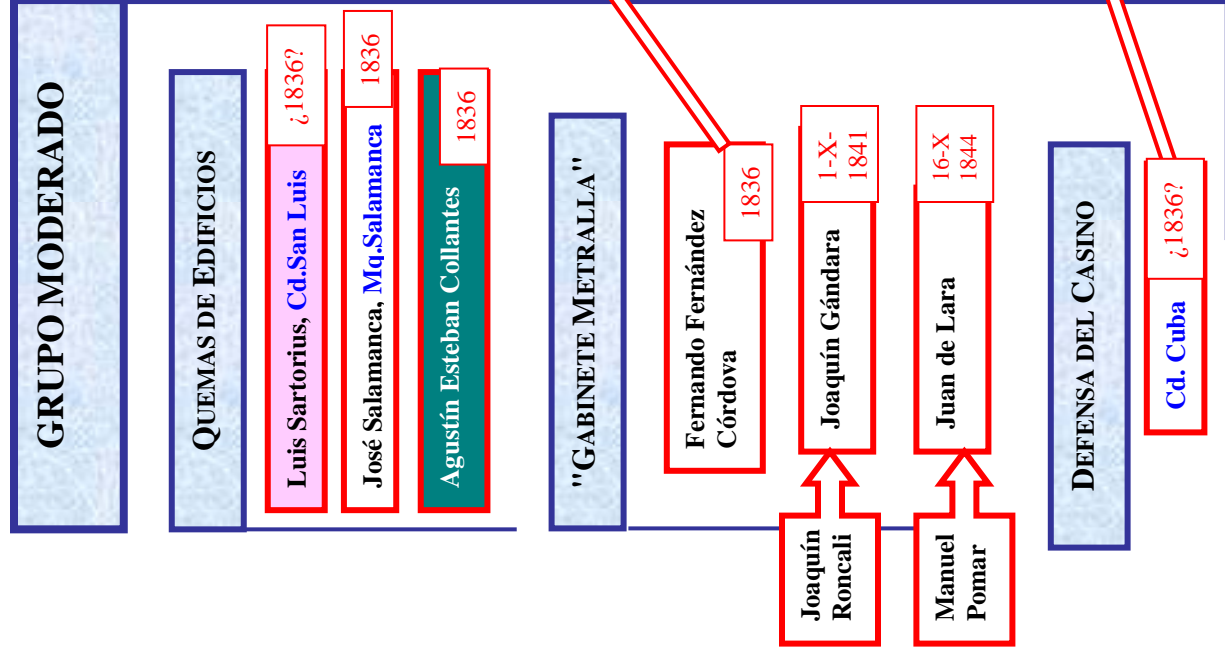 GRUPO MODERADO
QUEMAS DE EDIFICIOS
Luis Sartorius, Cd.San Luis
¿1836?
José Salamanca, Mq.Salamanca
1836
Agustín Esteban Collantes
1836
"GABINETE METRALLA"
Fernando Fernández
Córdova
1836
Joaquín
Roncali
Joaquín Gándara
1-X-
1841
Manuel
Pomar
Juan de Lara
16-X
1844
DEFENSA DEL CASINO
Cd. Cuba
¿1836?